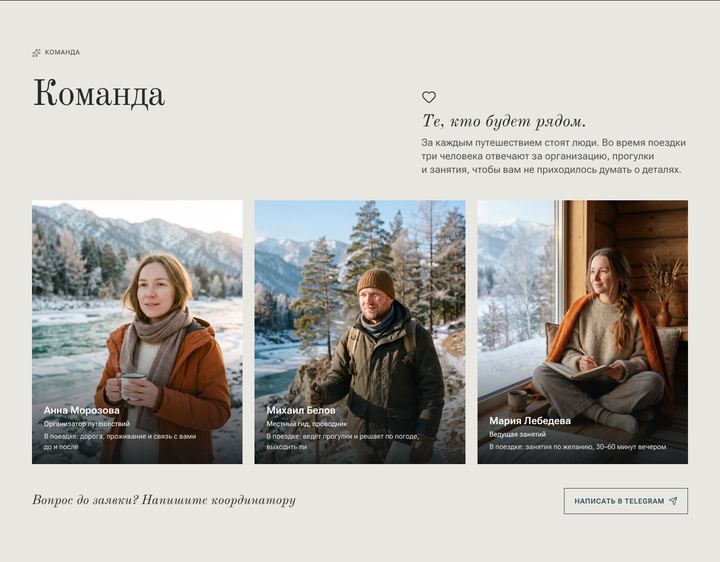 КОМАНДА
Команда
Те, кто будет рядом.
За каждым путешествием стоят люди. Во время поездки
три человека отвечают за организацию, прогулки
и занятия, чтобы вам не приходилось думать о деталях.
Анна Морозова
Организатор путешествий
В поездке: дорога, проживание и связь с вами
до и после
Михаил Белов
Местный гид, проводник
В поездке: ведёт прогулки и решает по погоде,
выходить ли
Мария Лебедева
Ведущая занятий
В поездке: занятия по желанию, 30–60 минут вечером
Вопрос до заявки? Напишите координатору
НАПИСАТЬ В TELEGRAM